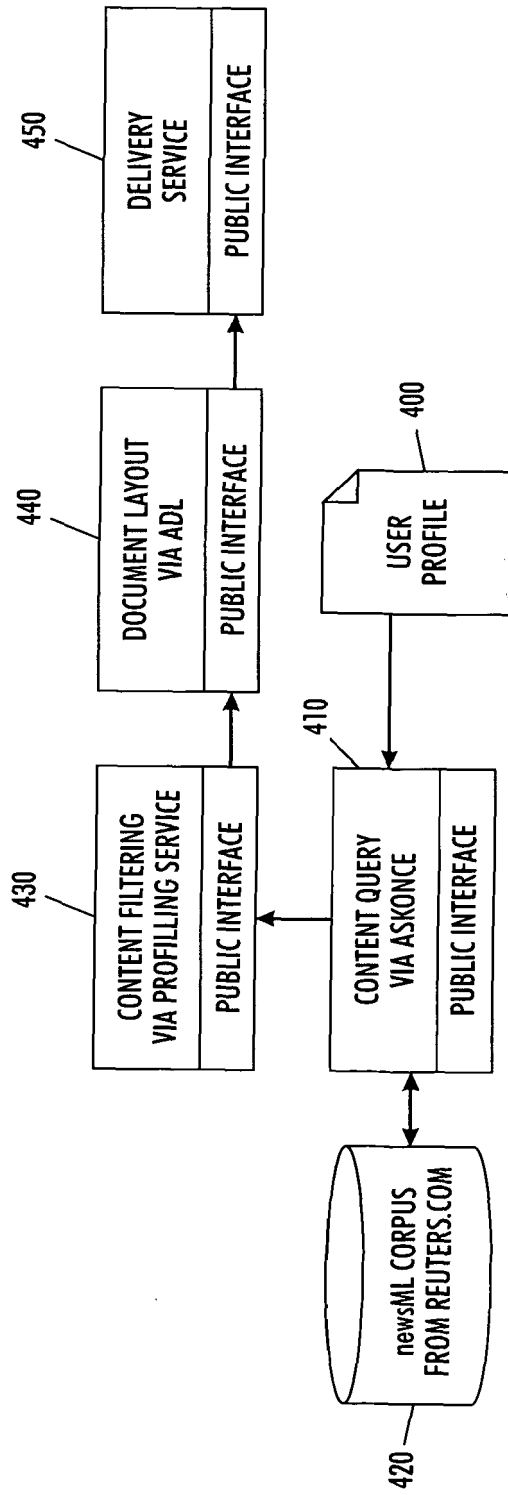 430
CONTENT FILTERING
VIA PROFILLING SERVICE
PUBLIC INTERFACE
440
DOCUMENT LAYOUT
VIA ADL
PUBLIC INTERFACE
450
DELIVERY
SERVICE
PUBLIC INTERFACE
420
newsML CORPUS
FROM REUTERS.COM
410
CONTENT QUERY
VIA ASKONCE
PUBLIC INTERFACE
400
USER
PROFILE